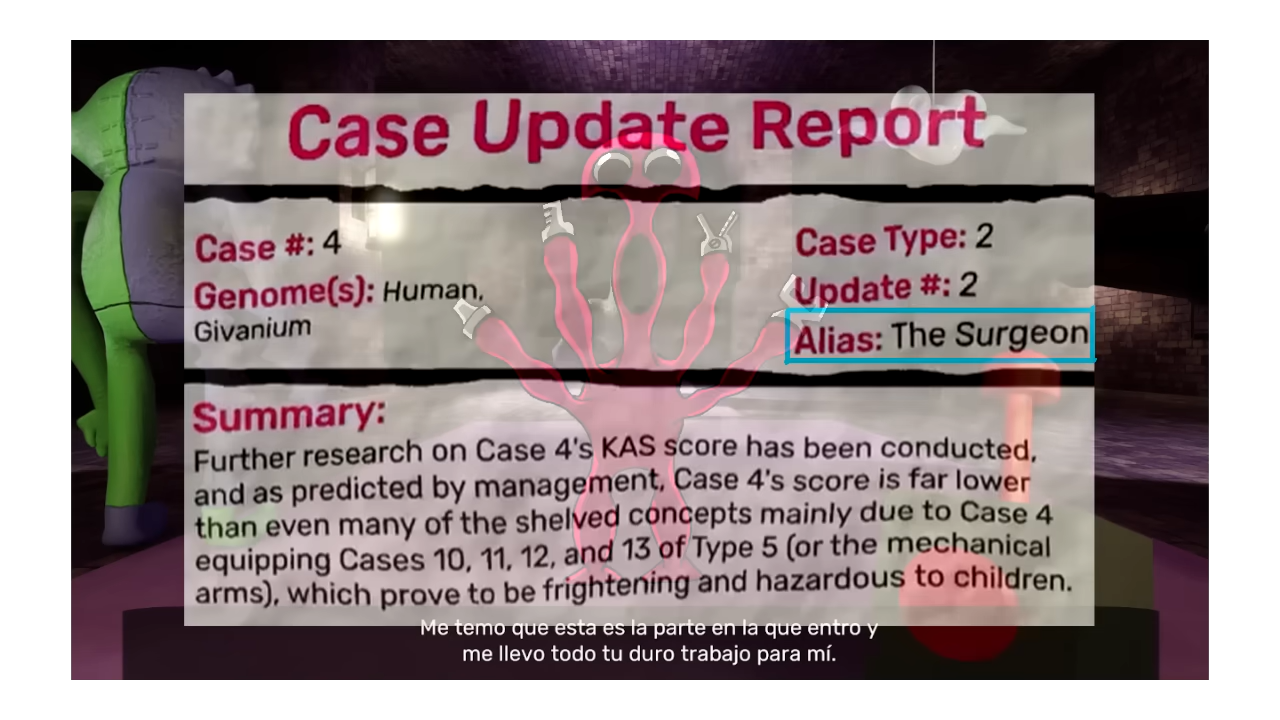 Case Update Report
Case #: 4
Genome(s): Human,
Givanium
Case Type: 2
Update #: 2
Alias: The Surgeon
Summary:
Further research on Case 4's KAS score has been conducted,
and as predicted by management, Case 4's score is far lower
than even many of the shelved concepts mainly due to Case 4
equipping Cases 10, 11, 12, and 13 of Type 5 (or the mechanical
arms), which prove to be frightening and hazardous to children.
Me temo que esta es la parte en la que entro y
me llevo todo tu duro trabajo para mí.